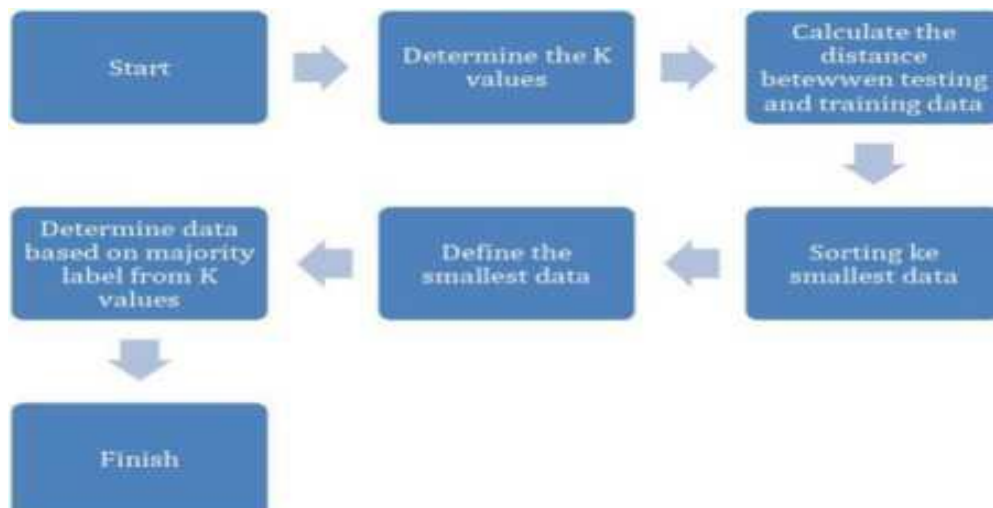 Start
Determine the K
values
Calculate the
distance
betewwen testing
and training data
Sorting ke
smallest data
Define the
smallest data
Determine data
based on majority
label from K
values
Finish